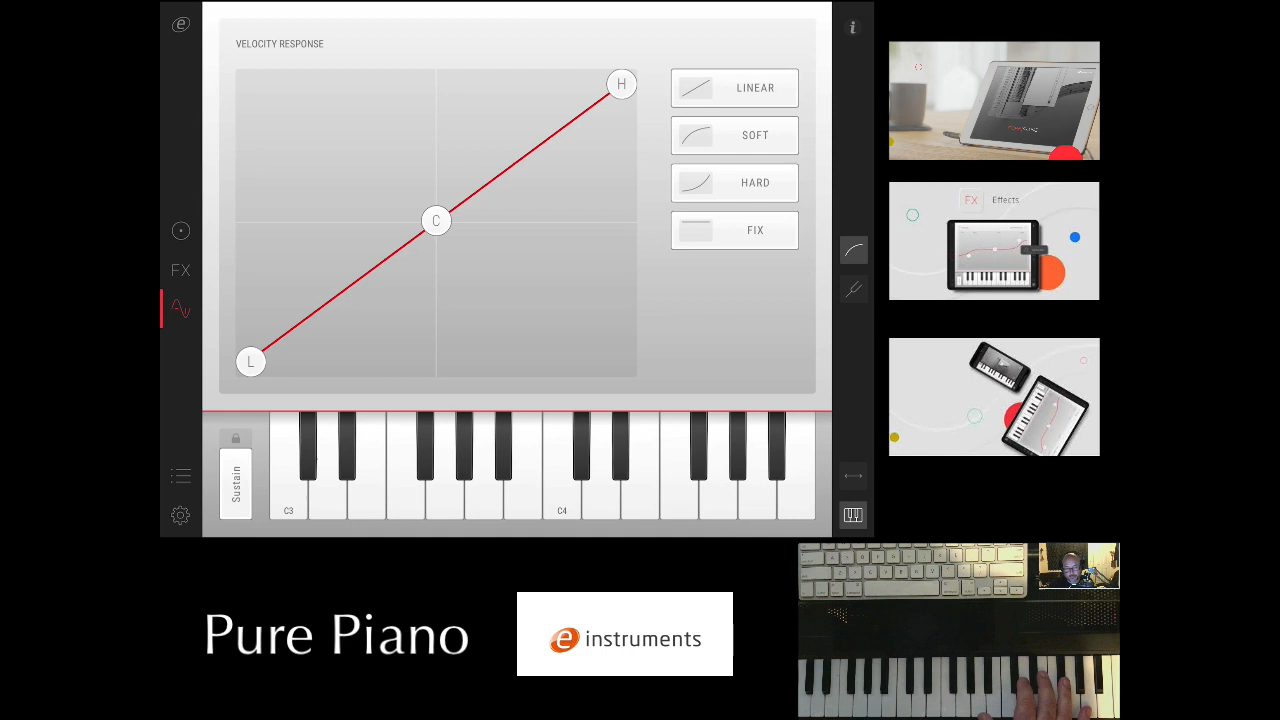 e
VELOCITY RESPONSE
H
C
L
LINEAR
SOFT
HARD
FIX
i
FX
Sustain
C3
C4
FX Effects
Pure Piano
e instruments